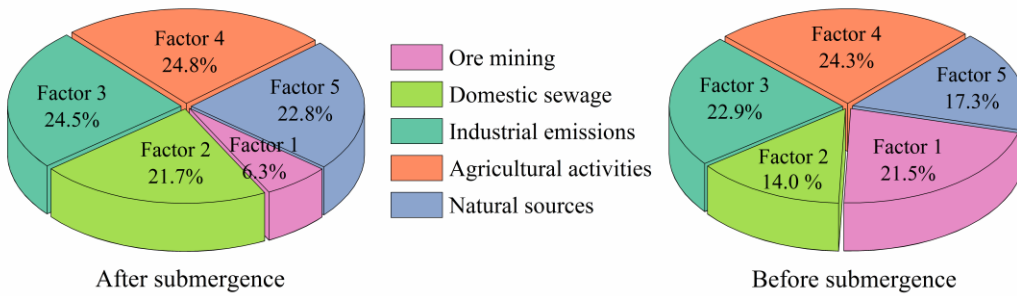 Factor 4
24.8%
Factor 3
24.5%
Factor 5
22.8%
Factor 2
21.7%
Factor 1
6.3%
After submergence
Ore mining
Domestic sewage
Industrial emissions
Agricultural activities
Natural sources
Factor 4
24.3%
Factor 3
22.9%
Factor 5
17.3%
Factor 2
14.0 %
Factor 1
21.5%
Before submergence